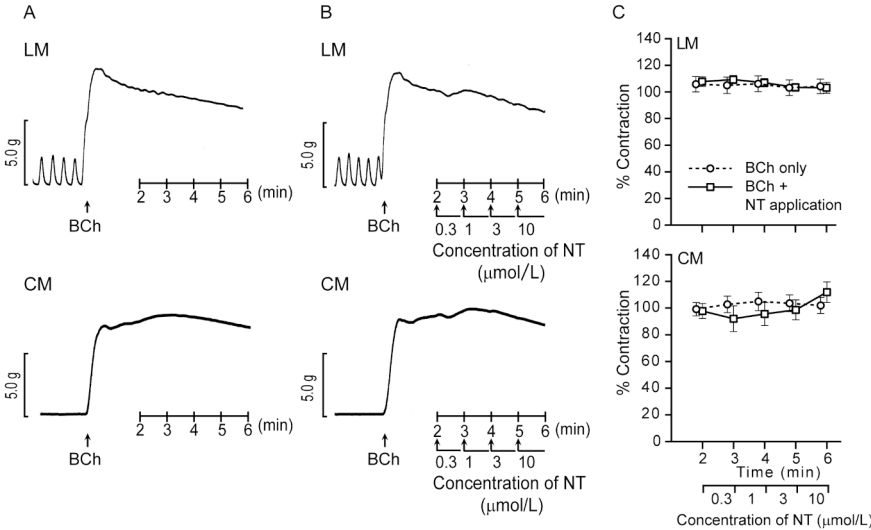 A
LM
5.0 g
2 3 4 5 6 (min)
BCh
CM
5.0 g
2 3 4 5 6 (min)
BCh
B
LM
5.0 g
2 3 4 5 6 (min)
0.3 1 3 10
BCh
Concentration of NT
(μmol/L)
CM
5.0 g
2 3 4 5 6 (min)
0.3 1 3 10
BCh
Concentration of NT
(μmol/L)
C
LM
% Contraction
140
120
100
80
60
40
20
0
BCh only
BCh +
NT application
CM
% Contraction
140
120
100
80
60
40
20
0
2 3 4 5 6
Time (min)
0.3 1 3 10
Concentration of NT (μmol/L)